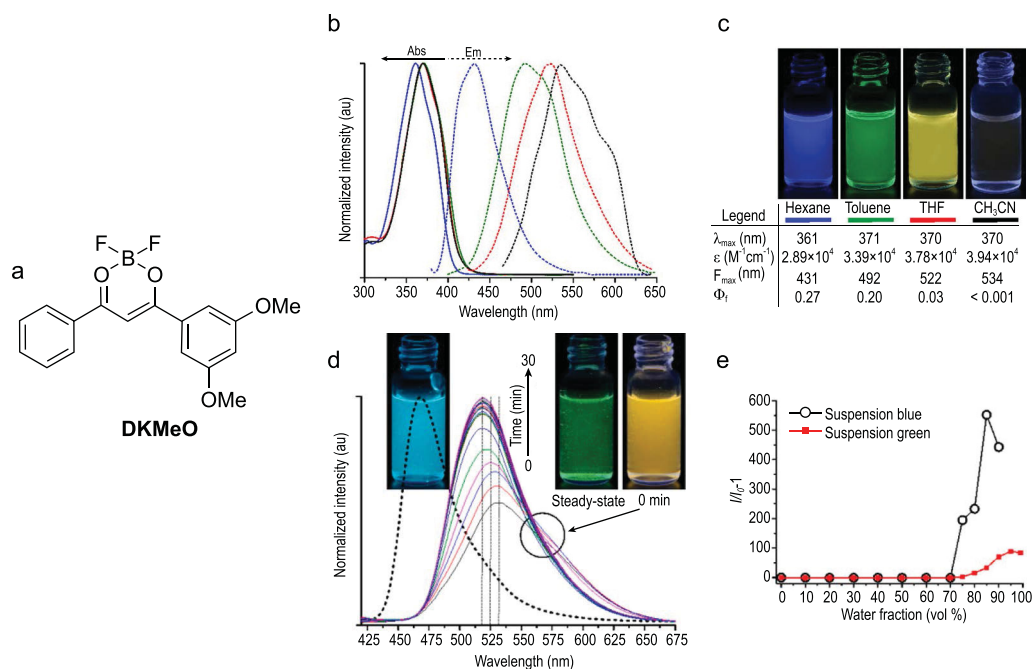 a
F
F
B
O
O
OMe
OMe
DKMeO
b
Abs
Em
Normalized intensity (au)
300 350 400 450 500 550 600 650
Wavelength (nm)
c
Legend Hexane Toluene THF CH₃CN
λmax (nm) 361 371 370 370
ε (M⁻¹cm⁻¹) 2.89×10⁴ 3.39×10⁴ 3.78×10⁴ 3.94×10⁴
Fmax (nm) 431 492 522 534
Φf 0.27 0.20 0.03 < 0.001
d
30
Time (min)
0
Steady-state 0 min
Normalized intensity (au)
425 450 475 500 525 550 575 600 625 650 675
Wavelength (nm)
e
Suspension blue
Suspension green
I/I₀-1
600
500
400
300
200
100
0
0 10 20 30 40 50 60 70 80 90 100
Water fraction (vol %)